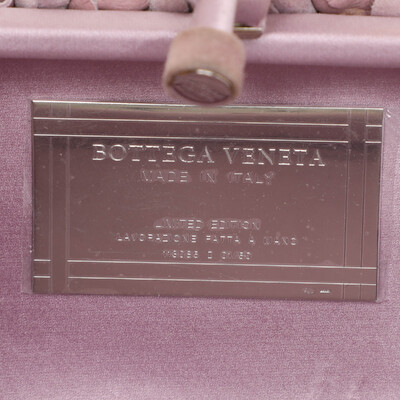 BOTTEGA VENETA
MADE IN ITALY
LIMITED EDITION
LAVORAZIONE FATTA A MANO